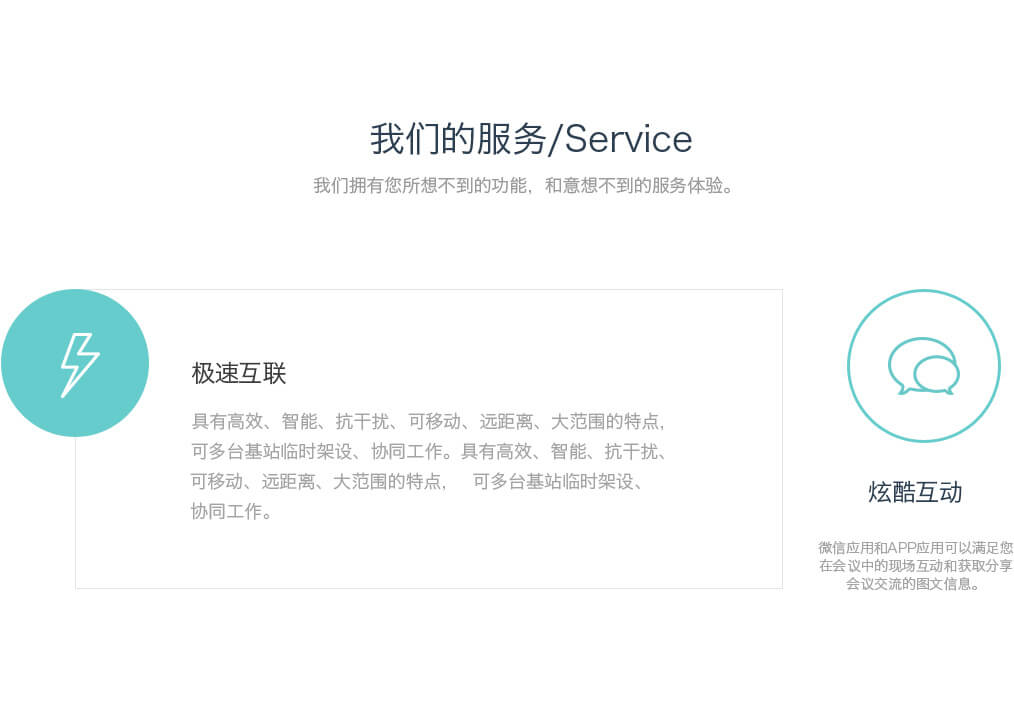 我们的服务/Service
我们拥有您所想不到的功能，和意想不到的服务体验。
极速互联
具有高效、智能、抗干扰、可移动、远距离、大范围的特点，
可多台基站临时架设、协同工作。具有高效、智能、抗干扰、
可移动、远距离、大范围的特点， 可多台基站临时架设、
协同工作。
炫酷互动
微信应用和APP应用可以满足您
在会议中的现场互动和获取分享
会议交流的图文信息。